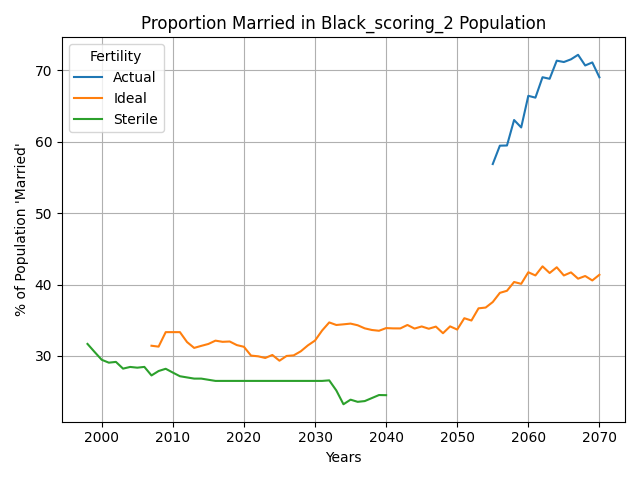 Proportion Married in Black_scoring_2 Population
% of Population 'Married'
Fertility
Actual
Ideal
Sterile
70
60
50
40
30
2000 2010 2020 2030 2040 2050 2060 2070
Years